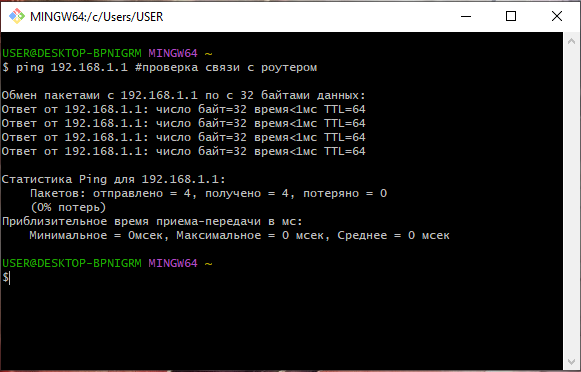 MINGW64:/c/Users/USER
USER@DESKTOP-BPNIGRM MINGW64 ~
$ ping 192.168.1.1 #проверка связи с роутером
Обмен пакетами с 192.168.1.1 по с 32 байтами данных:
Ответ от 192.168.1.1: число байт=32 время<1мс TTL=64
Ответ от 192.168.1.1: число байт=32 время<1мс TTL=64
Ответ от 192.168.1.1: число байт=32 время<1мс TTL=64
Ответ от 192.168.1.1: число байт=32 время<1мс TTL=64
Статистика Ping для 192.168.1.1:
Пакетов: отправлено = 4, получено = 4, потеряно = 0
(0% потерь)
Приблизительное время приема-передачи в мс:
Минимальное = 0мсек, Максимальное = 0 мсек, Среднее = 0 мсек
USER@DESKTOP-BPNIGRM MINGW64 ~
$